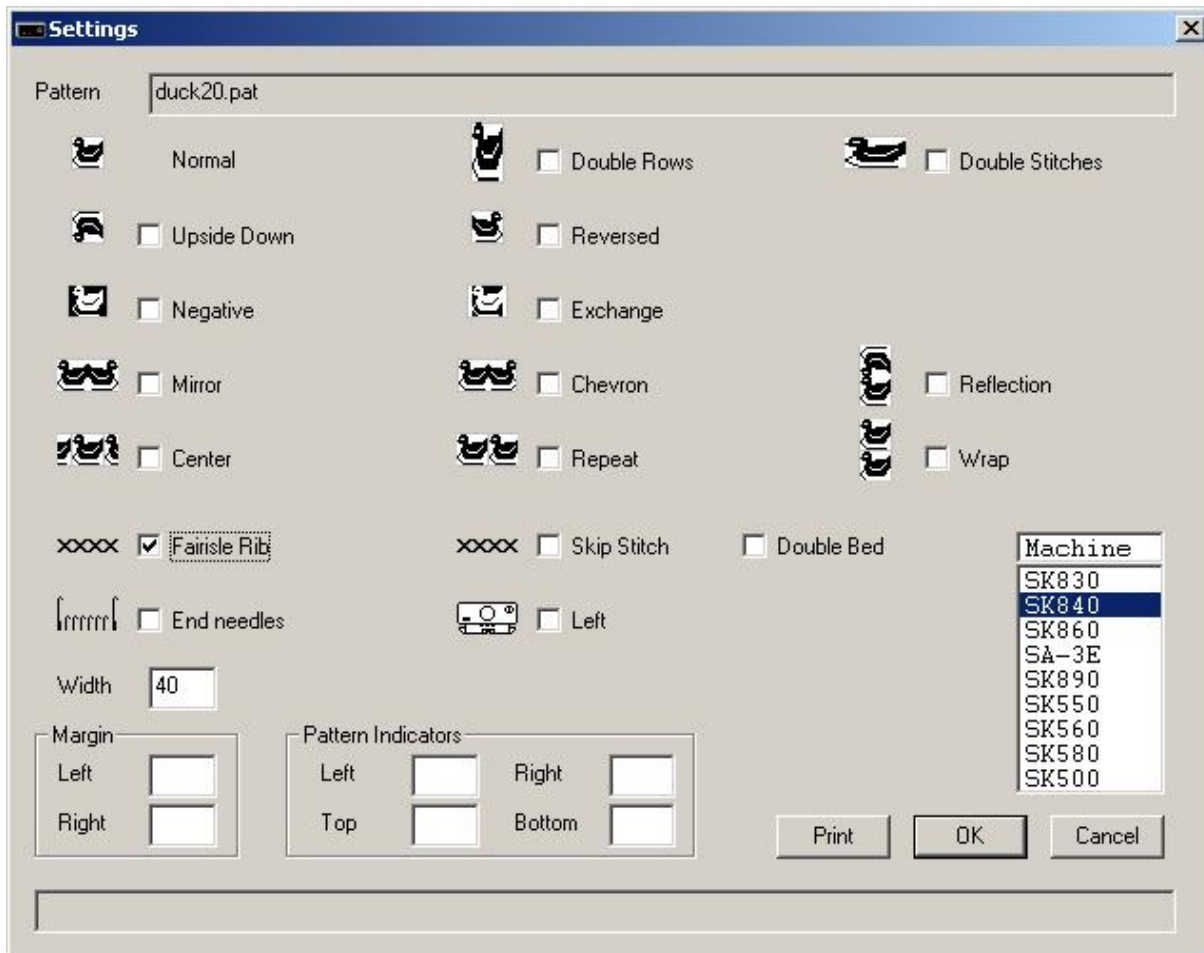 Settings
Pattern duck20.pat
Normal Double Rows Double Stitches
Upside Down Reversed
Negative Exchange
Mirror Chevron Reflection
Center Repeat Wrap
XXXX Fairisle Rib XXXX Skip Stitch Double Bed
Machine
SK830
SK840
SK860
SA-3E
SK890
SK550
SK560
SK580
SK500
End needles Left
Width 40
Margin
Left
Right
Pattern Indicators
Left Right
Top Bottom
Print OK Cancel